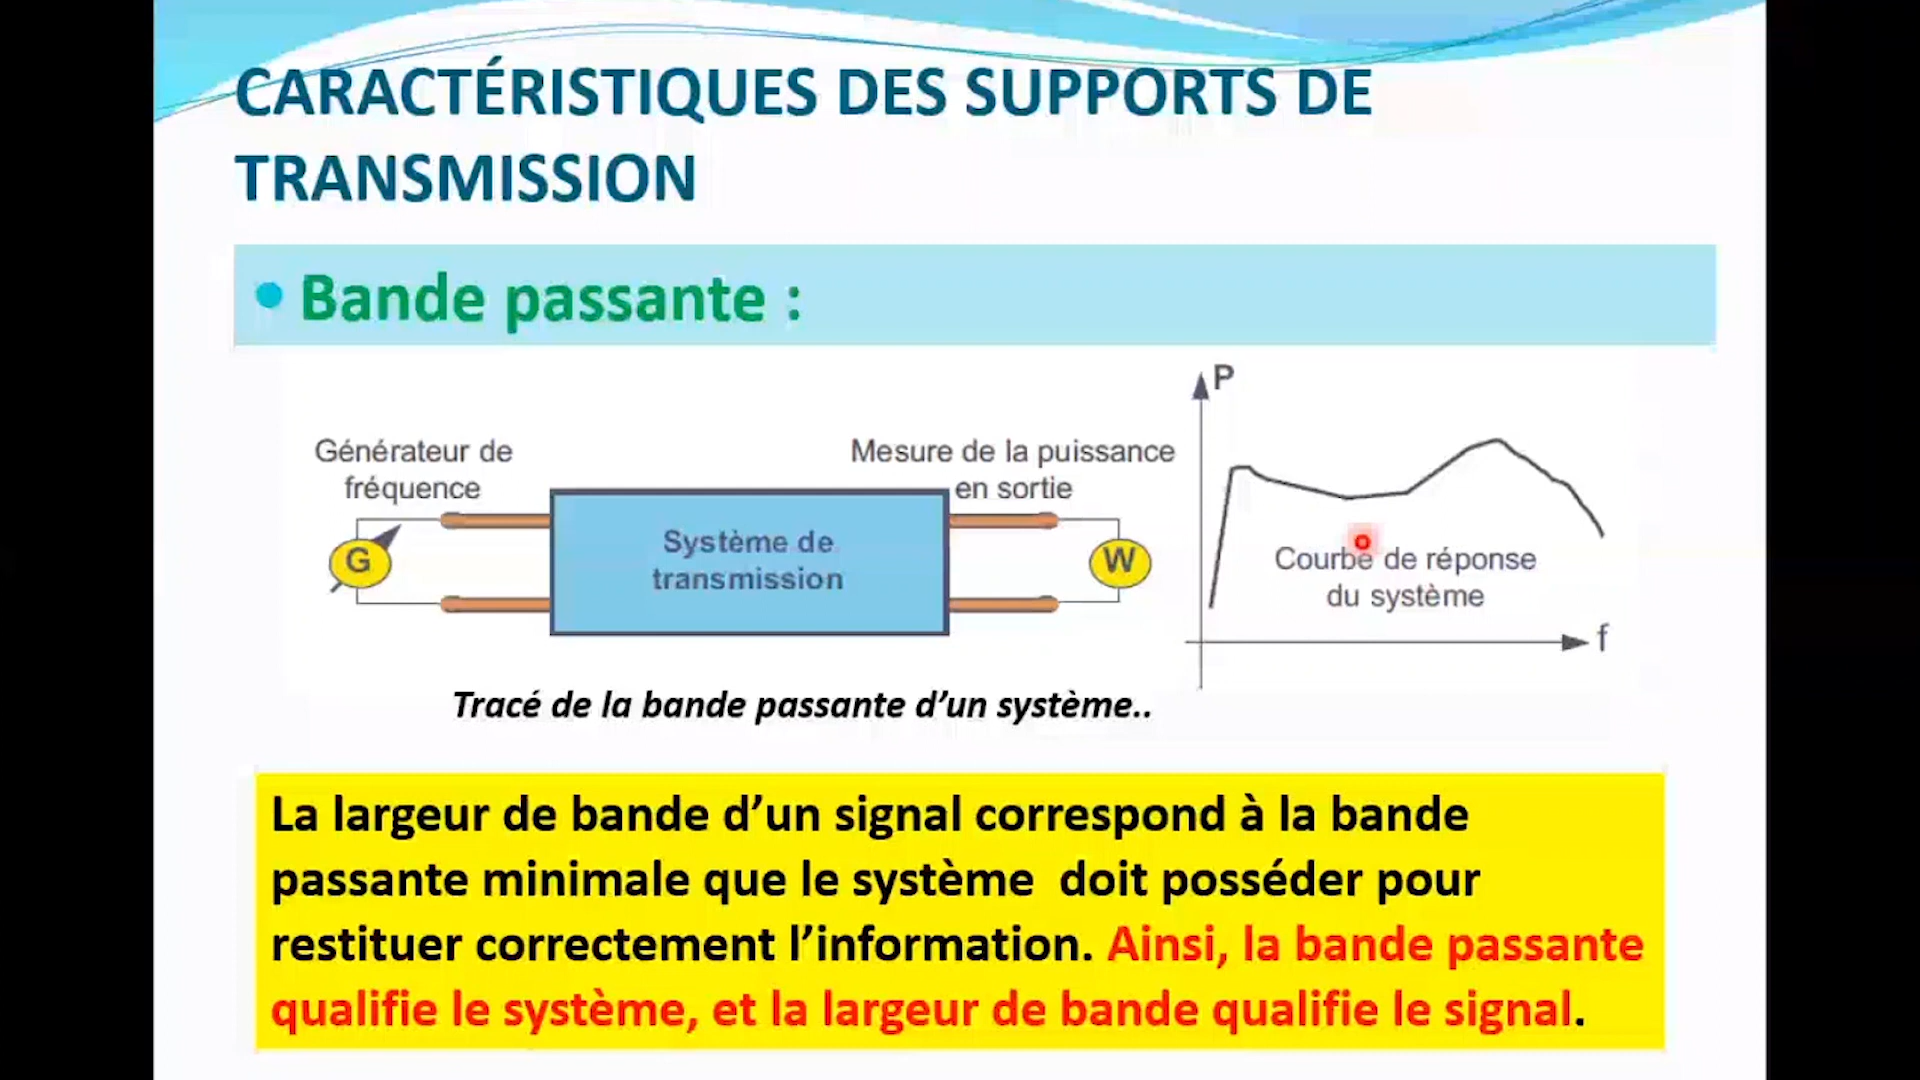 CARACTÉRISTIQUES DES SUPPORTS DE
TRANSMISSION
• Bande passante :
Générateur de
fréquence
G
Système de
transmission
Mesure de la puissance
en sortie
W
P
Courbe de réponse
du système
f
Tracé de la bande passante d’un système..
La largeur de bande d’un signal correspond à la bande
passante minimale que le système doit posséder pour
restituer correctement l’information. Ainsi, la bande passante
qualifie le système, et la largeur de bande qualifie le signal.